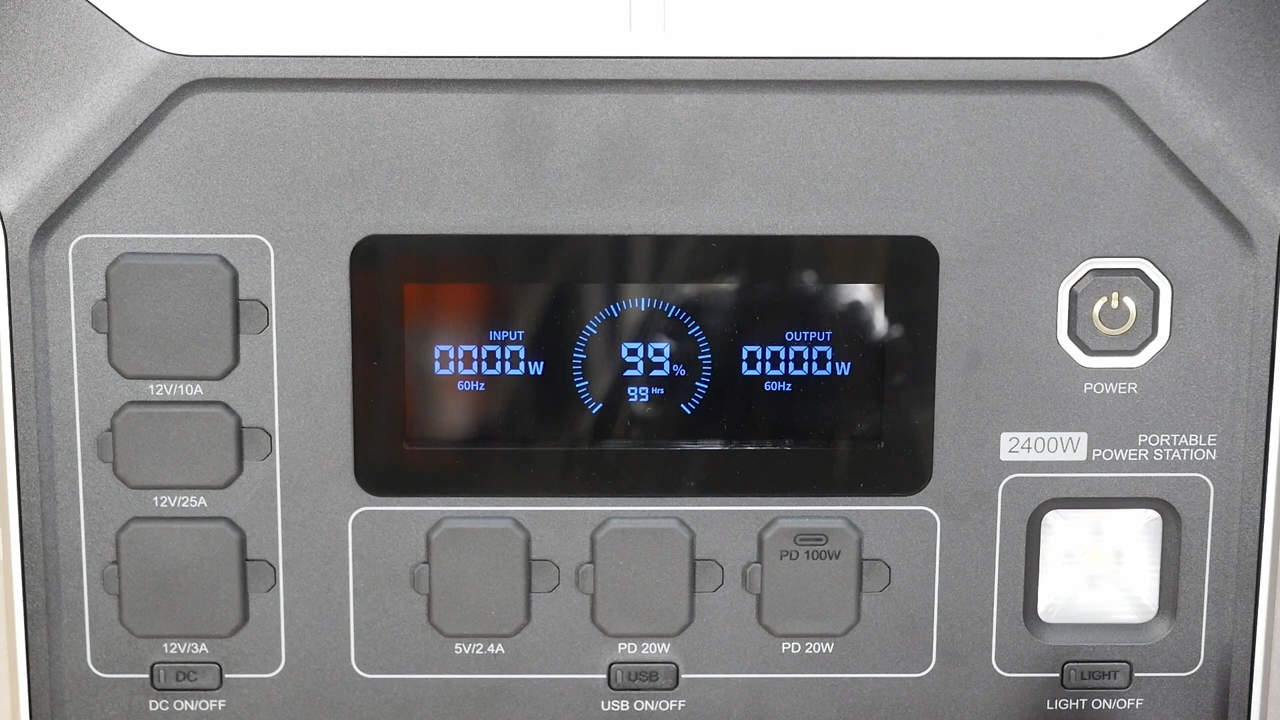 12V/10A
12V/25A
12V/3A
DC
DC ON/OFF
INPUT
0000W
60Hz
99%
99 Hrs
OUTPUT
0000W
60Hz
PD 100W
5V/2.4A
PD 20W
PD 20W
USB
USB ON/OFF
POWER
2400W
PORTABLE
POWER STATION
LIGHT
LIGHT ON/OFF